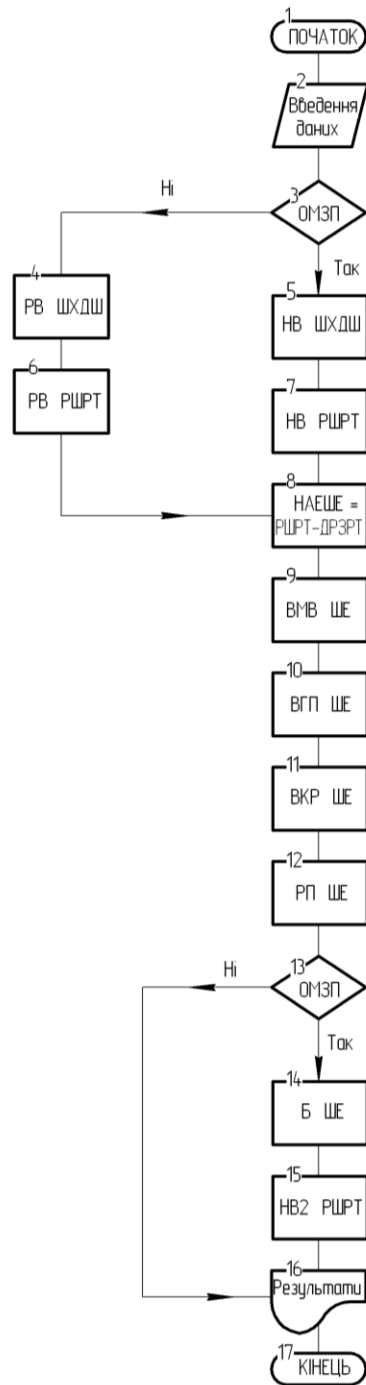 1
ПОЧАТОК
2
Введення
даних
3
ОМЗП
Ні
Так
4
РВ ШХДШ
5
НВ ШХДШ
6
РВ РШРТ
7
НВ РШРТ
8
НАЕШЕ =
РШРТ-ДРЗРТ
9
ВМВ ШЕ
10
ВГП ШЕ
11
ВКР ШЕ
12
РП ШЕ
13
ОМЗП
Ні
Так
14
Б ШЕ
15
НВ2 РШРТ
16
Результати
17
КІНЕЦЬ